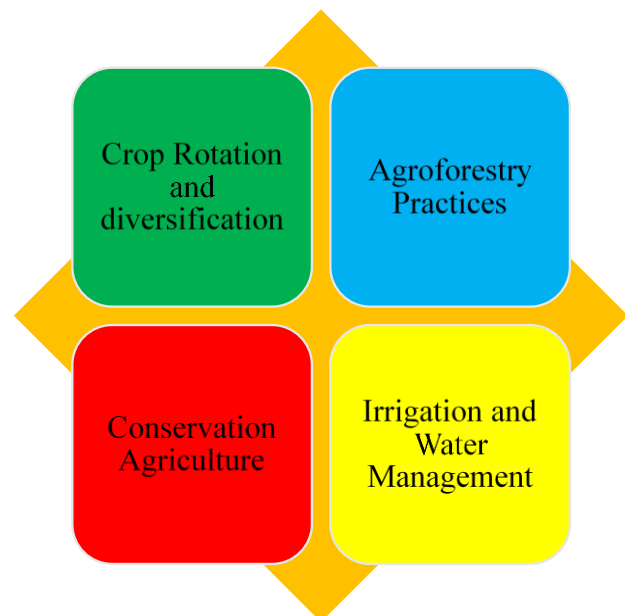 Crop Rotation
and
diversification
Agroforestry
Practices
Conservation
Agriculture
Irrigation and
Water
Management